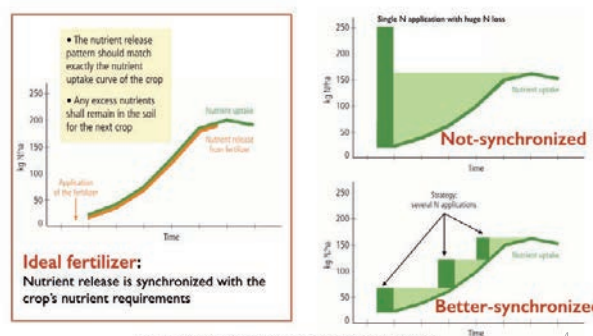 • The nutrient release
pattern should match
exactly the nutrient
uptake curve of the crop
• Any excess nutrients
shall remain in the soil
for the next crop
kg N/ha
250
200
150
100
50
0
Nutrient uptake
Nutrient release
from fertilizer
Application
of the fertilizer
Time
Ideal fertilizer:
Nutrient release is synchronized with the
crop's nutrient requirements
Single N application with huge N loss
kg N/ha
250
200
150
100
50
0
Nutrient uptake
Not-synchronized
Time
kg N/ha
250
200
150
100
50
0
Strategy:
several N applications
Nutrient uptake
Better-synchronized
Time